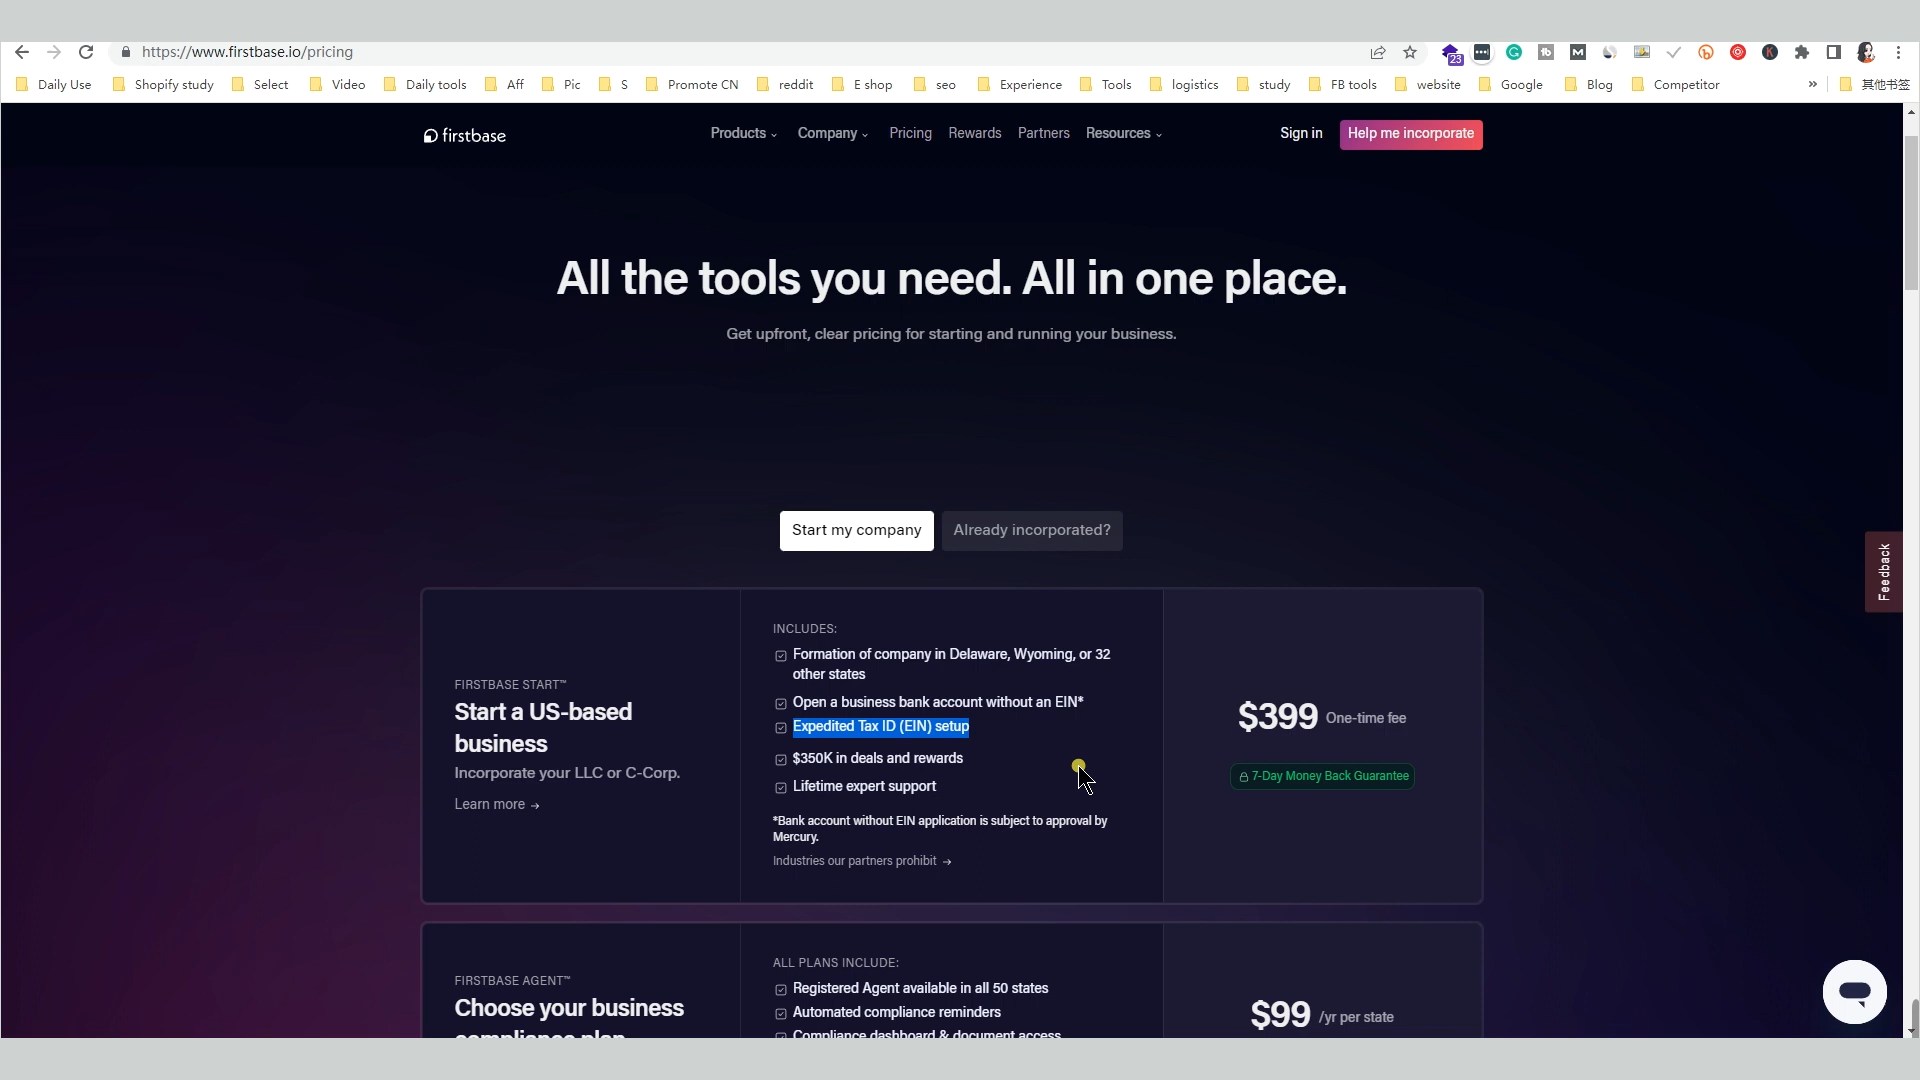 https://www.firstbase.io/pricing
23
Daily Use
Shopify study
Select
Video
Daily tools
Aff
Pic
S
Promote CN
reddit
E shop
seo
Experience
Tools
logistics
study
FB tools
website
Google
Blog
Competitor
»
其他书签
firstbase
Products
Company
Pricing
Rewards
Partners
Resources
Sign in
Help me incorporate
All the tools you need. All in one place.
Get upfront, clear pricing for starting and running your business.
Start my company
Already incorporated?
Feedback
FIRSTBASE START™
Start a US-based
business
Incorporate your LLC or C-Corp.
Learn more →
INCLUDES:
Formation of company in Delaware, Wyoming, or 32
other states
Open a business bank account without an EIN*
Expedited Tax ID (EIN) setup
$350K in deals and rewards
Lifetime expert support
*Bank account without EIN application is subject to approval by
Mercury.
Industries our partners prohibit →
$399 One-time fee
7-Day Money Back Guarantee
FIRSTBASE AGENT™
Choose your business
compliance plan
ALL PLANS INCLUDE:
Registered Agent available in all 50 states
Automated compliance reminders
Compliance dashboard & document access
$99 /yr per state